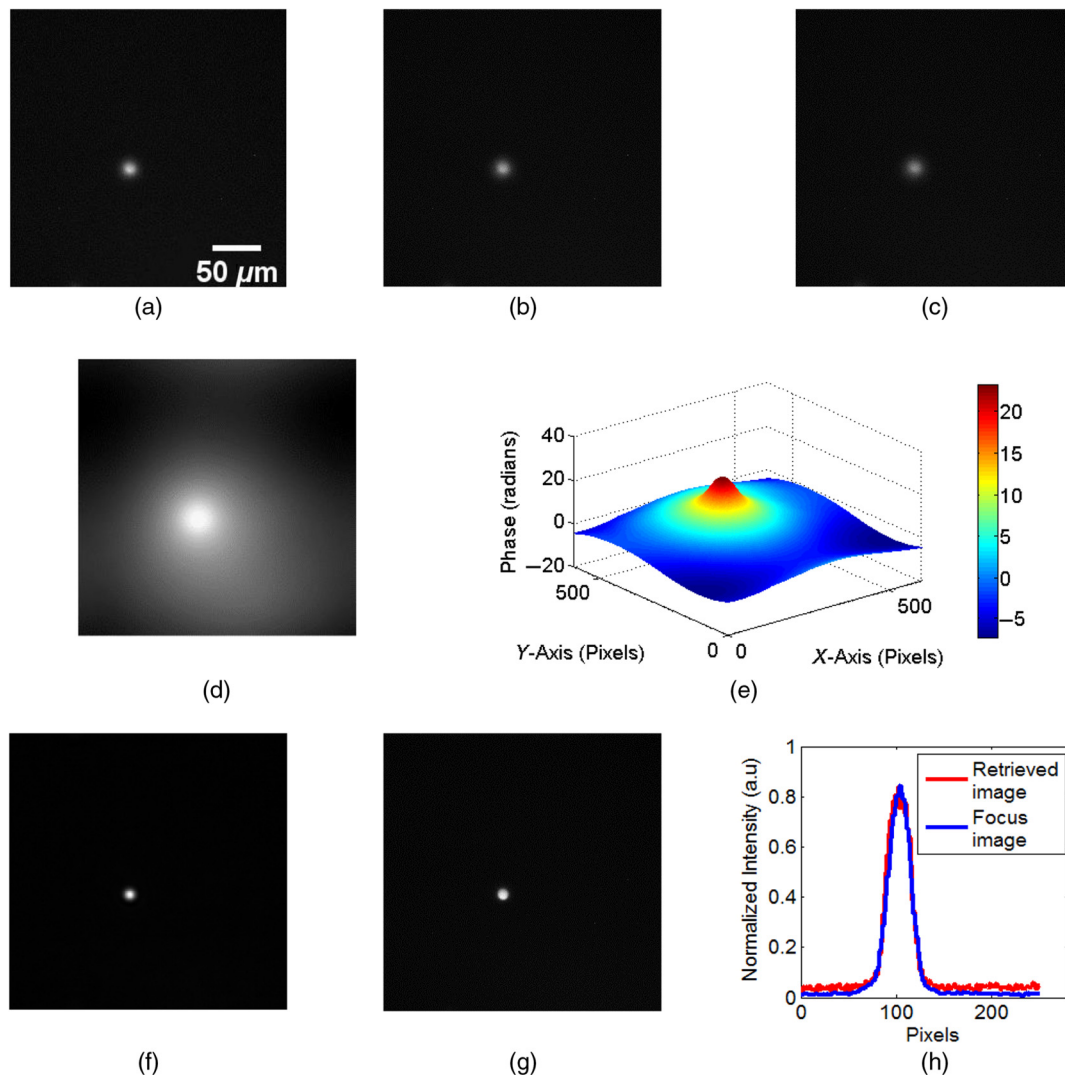 50 μm
(a)
(b)
(c)
40
20
0
−20
Phase (radians)
500
Y-Axis (Pixels)
0
0
500
X-Axis (Pixels)
20
15
10
5
0
−5
(d)
(e)
1
0.8
0.6
0.4
0.2
0
Normalized Intensity (a.u)
Retrieved
image
Focus
image
0
100
200
Pixels
(f)
(g)
(h)